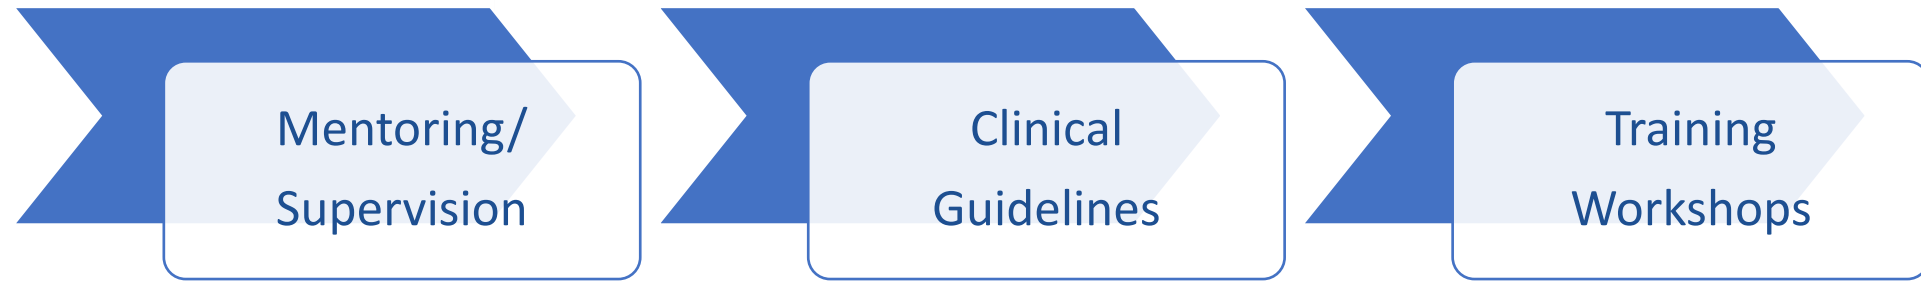 Mentoring/
Supervision
Clinical
Guidelines
Training
Workshops